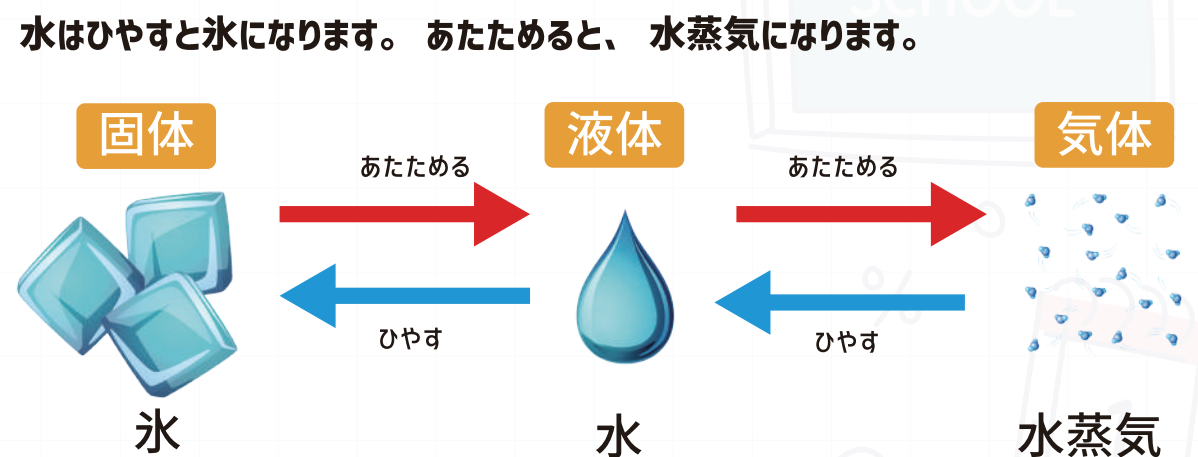 水はひやすと氷になります。 あたためると、 水蒸気になります。
SCHOOL
固体 液体 気体
あたためる あたためる
ひやす ひやす
氷 水 水蒸気
%